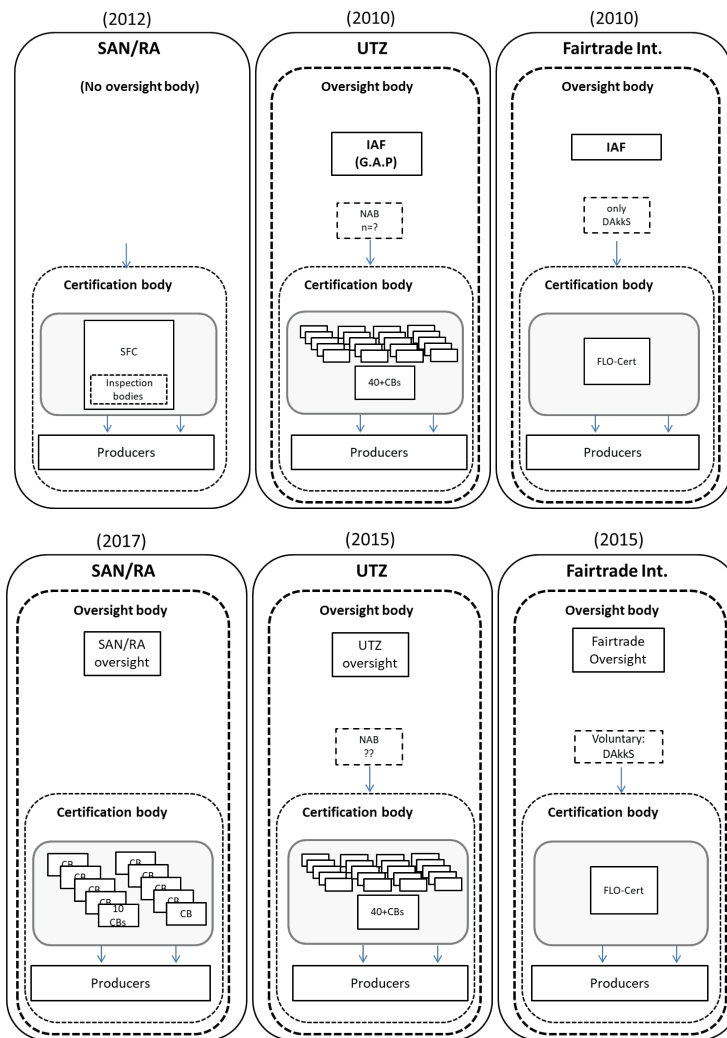 (2012)
SAN/RA
(No oversight body)
Certification body
SFC
Inspection
bodies
Producers
(2010)
UTZ
Oversight body
IAF
(G.A.P)
NAB
n=?
Certification body
40+CBs
Producers
(2010)
Fairtrade Int.
Oversight body
IAF
only
DAkkS
Certification body
FLO-Cert
Producers
(2017)
SAN/RA
Oversight body
SAN/RA
oversight
Certification body
CB
CB
CB
CB
CB
CB
CB
CB
10
CBs
CB
Producers
(2015)
UTZ
Oversight body
UTZ
oversight
NAB
??
Certification body
40+CBs
Producers
(2015)
Fairtrade Int.
Oversight body
Fairtrade
Oversight
Voluntary:
DAkkS
Certification body
FLO-Cert
Producers